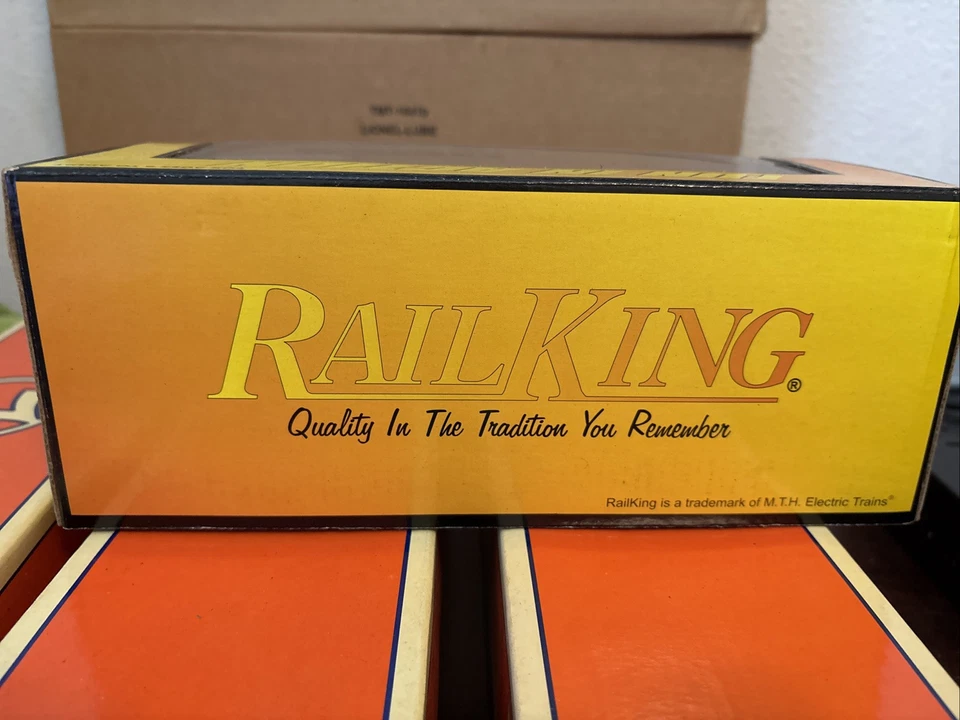 RAILKING®
Quality In The Tradition You Remember
RailKing is a trademark of M.T.H. Electric Trains®